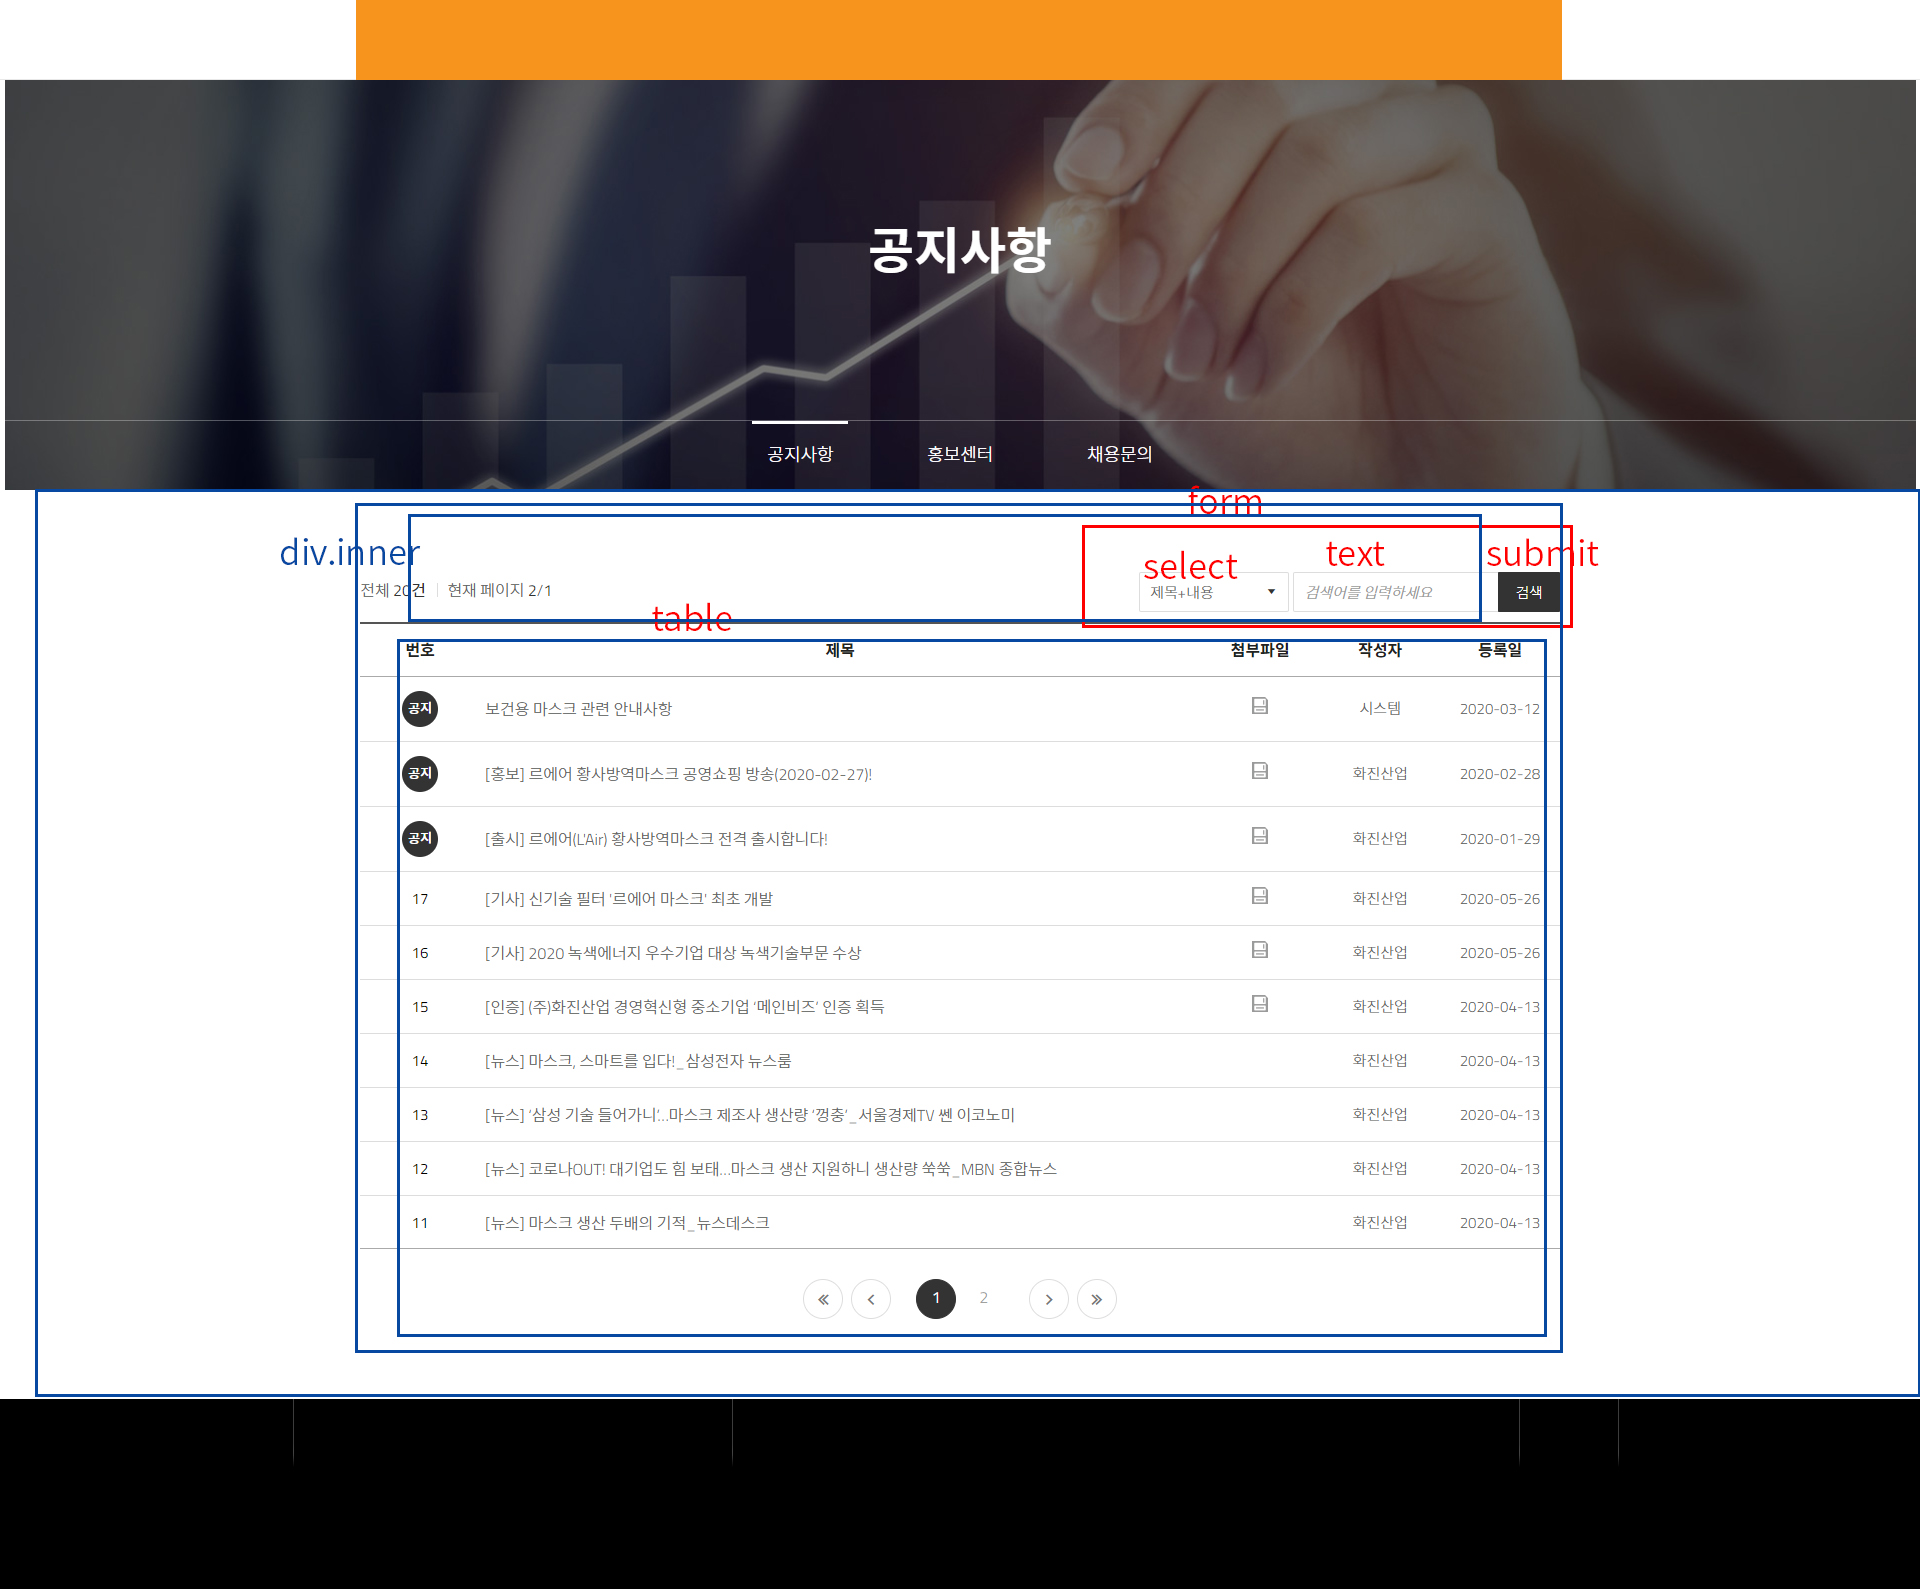 공지사항
공지사항 홍보센터 채용문의
form
div.inner
select text submit
전체 20건 현재 페이지 2/1
제목+내용 검색어를 입력하세요 검색
table
번호 제목 첨부파일 작성자 등록일
공지 보건용 마스크 관련 안내사항 시스템 2020-03-12
공지 [홍보] 르에어 황사방역마스크 공영쇼핑 방송(2020-02-27)! 화진산업 2020-02-28
공지 [출시] 르에어(L'Air) 황사방역마스크 전격 출시합니다! 화진산업 2020-01-29
17 [기사] 신기술 필터 '르에어 마스크' 최초 개발 화진산업 2020-05-26
16 [기사] 2020 녹색에너지 우수기업 대상 녹색기술부문 수상 화진산업 2020-05-26
15 [인증] (주)화진산업 경영혁신형 중소기업 ‘메인비즈’ 인증 획득 화진산업 2020-04-13
14 [뉴스] 마스크, 스마트를 입다!_삼성전자 뉴스룸 화진산업 2020-04-13
13 [뉴스] ‘삼성 기술 들어가니’…마스크 제조사 생산량 ‘껑충’_서울경제TV 쎈 이코노미 화진산업 2020-04-13
12 [뉴스] 코로나OUT! 대기업도 힘 보태…마스크 생산 지원하니 생산량 쑥쑥_MBN 종합뉴스 화진산업 2020-04-13
11 [뉴스] 마스크 생산 두배의 기적_뉴스데스크 화진산업 2020-04-13
1 2